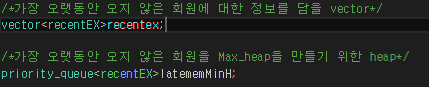 /*가장 오랫동안 오지 않은 회원에 대한 정보를 담을 vector*/
vector<recentEX>recentex;
/*가장 오랫동안 오지 않은 회원을 Max_heap을 만들기 위한 heap*/
priority_queue<recentEX>latememMinH;